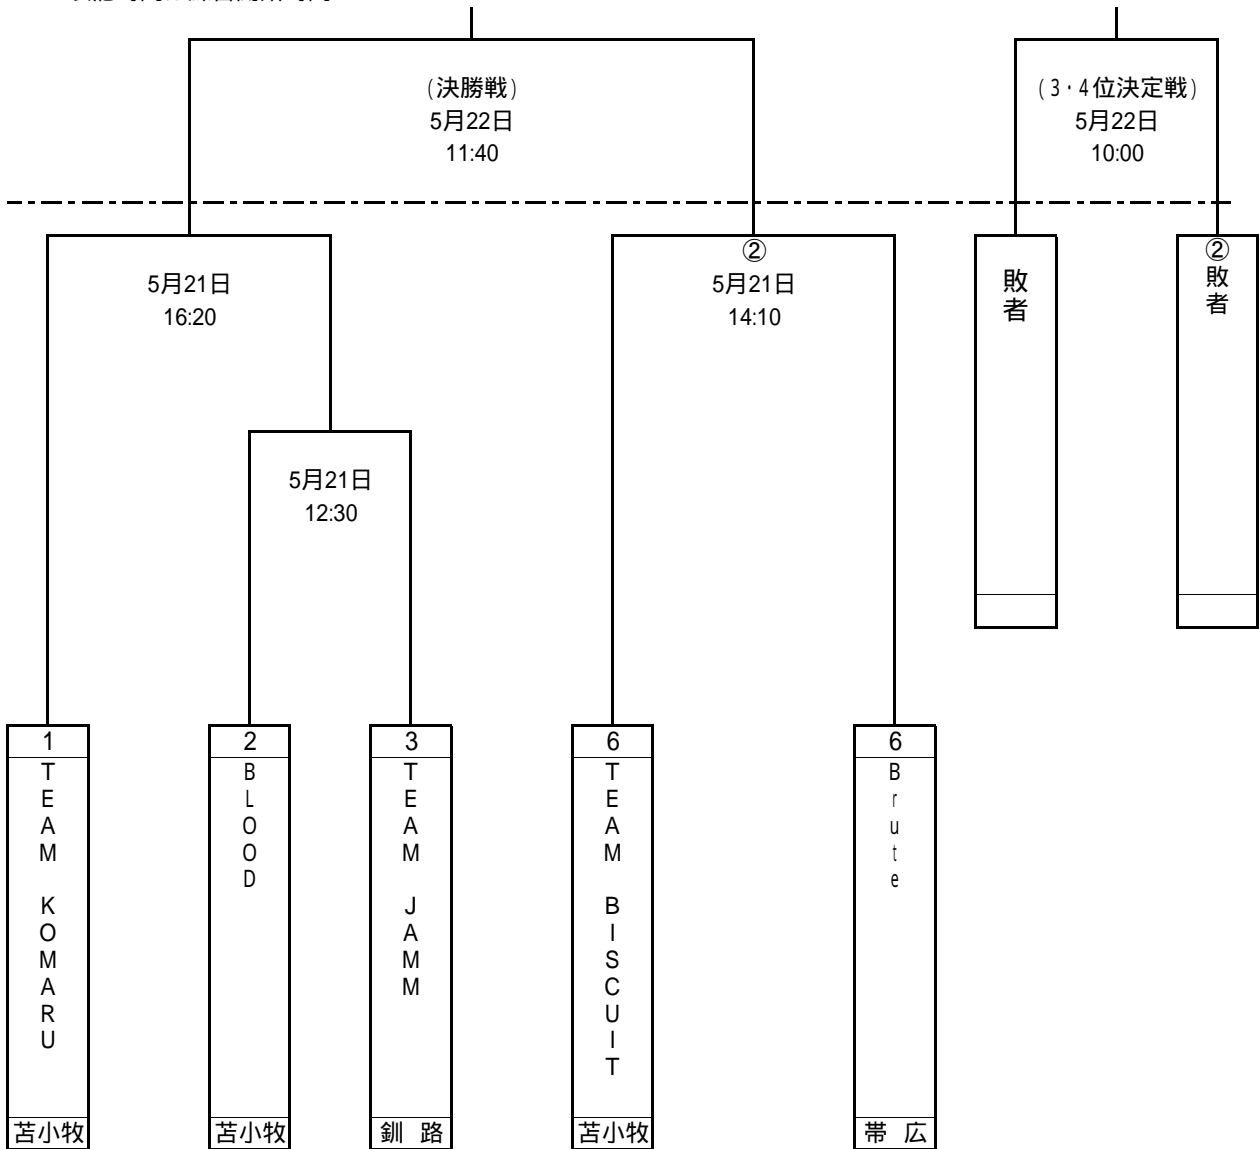 (決勝戦)
5月22日
11:40
(3・4位決定戦)
5月22日
10:00
5月21日
16:20
②
5月21日
14:10
敗者
②敗者
5月21日
12:30
1
TEAM KOMARU
苫小牧
2
BLOOD
苫小牧
3
TEAM JAMM
釧 路
6
TEAM BISCUIT
苫小牧
6
Brute
帯 広